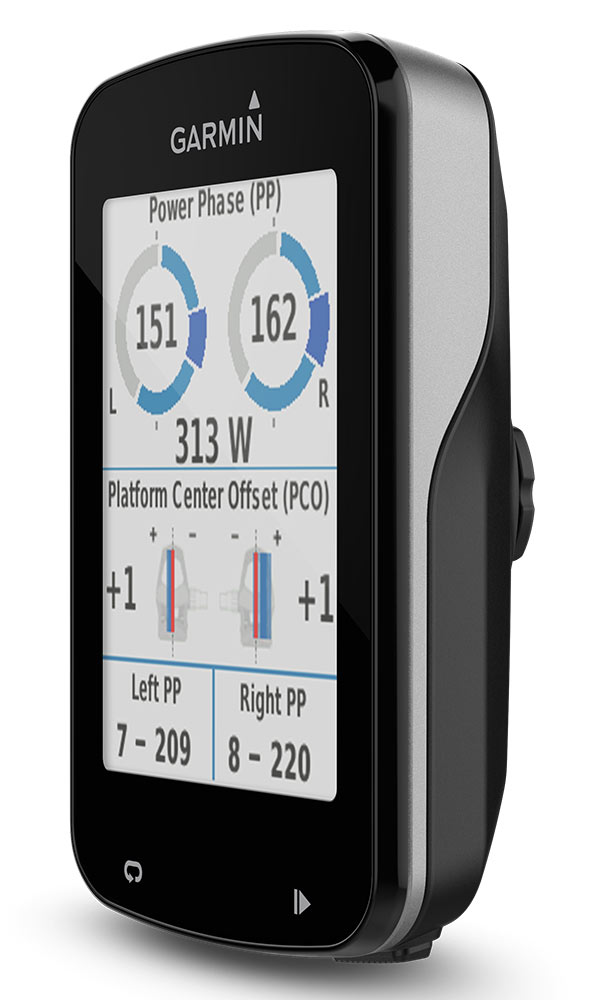 GARMIN
Power Phase (PP)
151 162
L R
313 W
Platform Center Offset (PCO)
+ - - +
+1 +1
Left PP Right PP
7 – 209 8 – 220